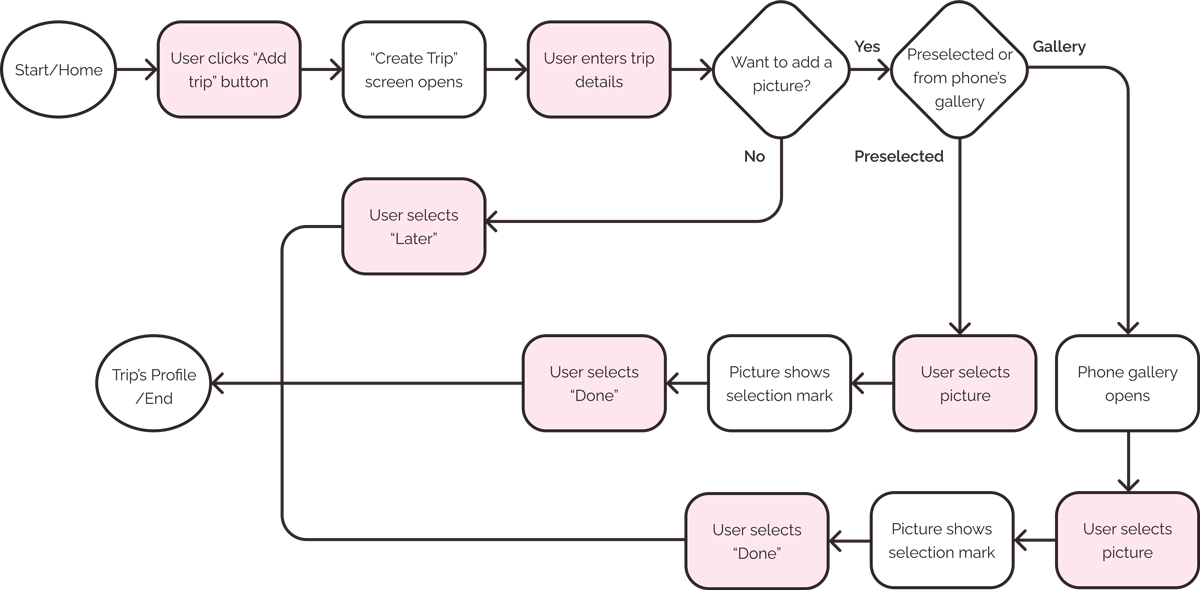 Start/Home
User clicks “Add
trip” button
“Create Trip”
screen opens
User enters trip
details
Want to add a
picture?
Yes
Preselected or
from phone’s
gallery
Gallery
No
Preselected
User selects
“Later”
Trip’s Profile
/End
User selects
“Done”
Picture shows
selection mark
User selects
picture
Phone gallery
opens
User selects
“Done”
Picture shows
selection mark
User selects
picture